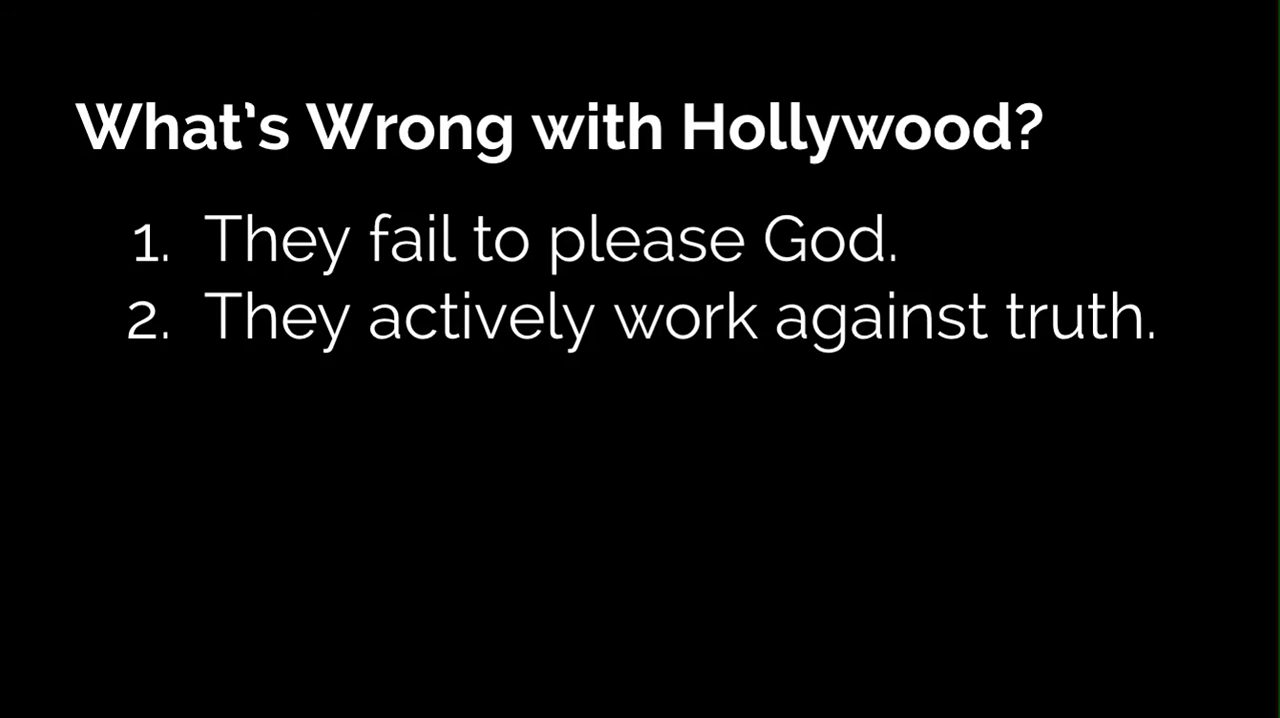 What's Wrong with Hollywood?
1. They fail to please God.
2. They actively work against truth.